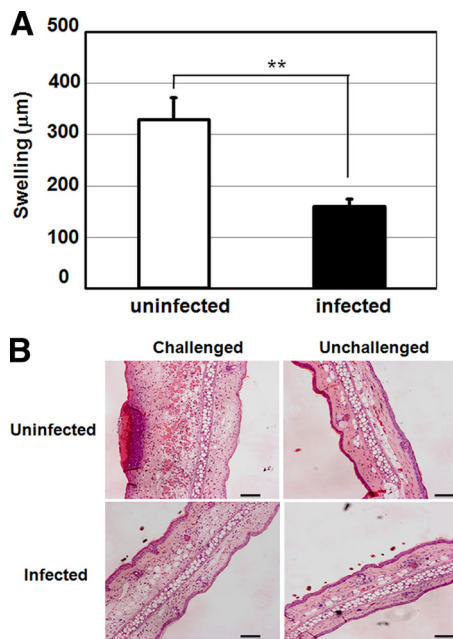 A
500
400
300
200
100
0
Swelling (μm)
**
uninfected infected
B
Challenged Unchallenged
Uninfected
Infected